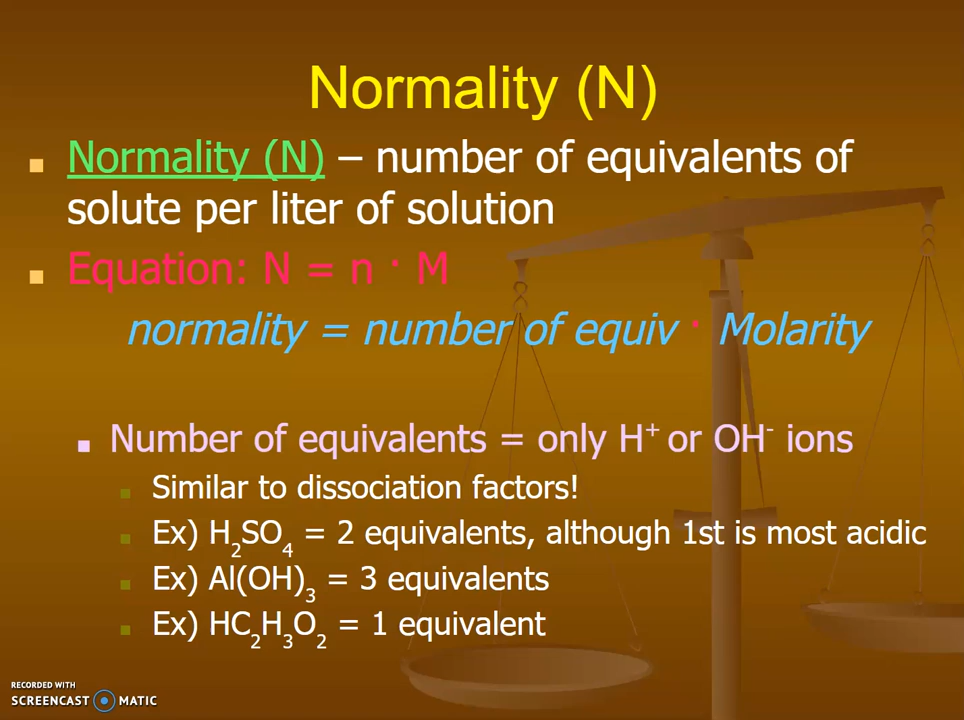 Normality (N)
Normality (N) – number of equivalents of
solute per liter of solution
Equation: N = n · M
normality = number of equiv · Molarity
Number of equivalents = only H⁺ or OH⁻ ions
Similar to dissociation factors!
Ex) H₂SO₄ = 2 equivalents, although 1st is most acidic
Ex) Al(OH)₃ = 3 equivalents
Ex) HC₂H₃O₂ = 1 equivalent
RECORDED WITH
SCREENCAST MATIC